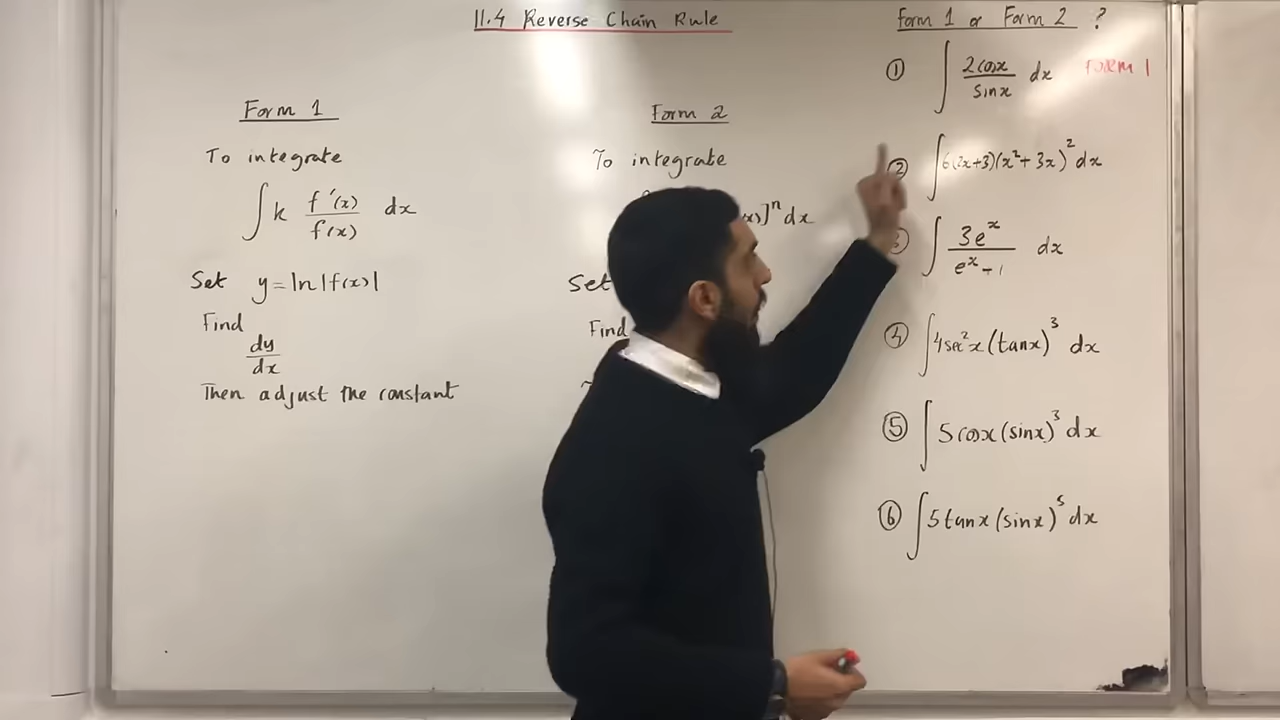 11.4 Reverse Chain Rule
Form 1
To integrate
∫ k f'(x)/f(x) dx
Set y = ln|f(x)|
Find
dy/dx
Then adjust the constant
Form 2
To integrate
(x)]ⁿ dx
Set
Find
Form 1 or Form 2 ?
① ∫ 2cosx/sinx dx FORM 1
② ∫ 6(2x+3)(x²+3x)² dx
③ ∫ 3eˣ/(eˣ-1) dx
④ ∫ 4sec²x(tanx)³ dx
⑤ ∫ 5cosx(sinx)³ dx
⑥ ∫ 5tanx(sinx)⁵ dx